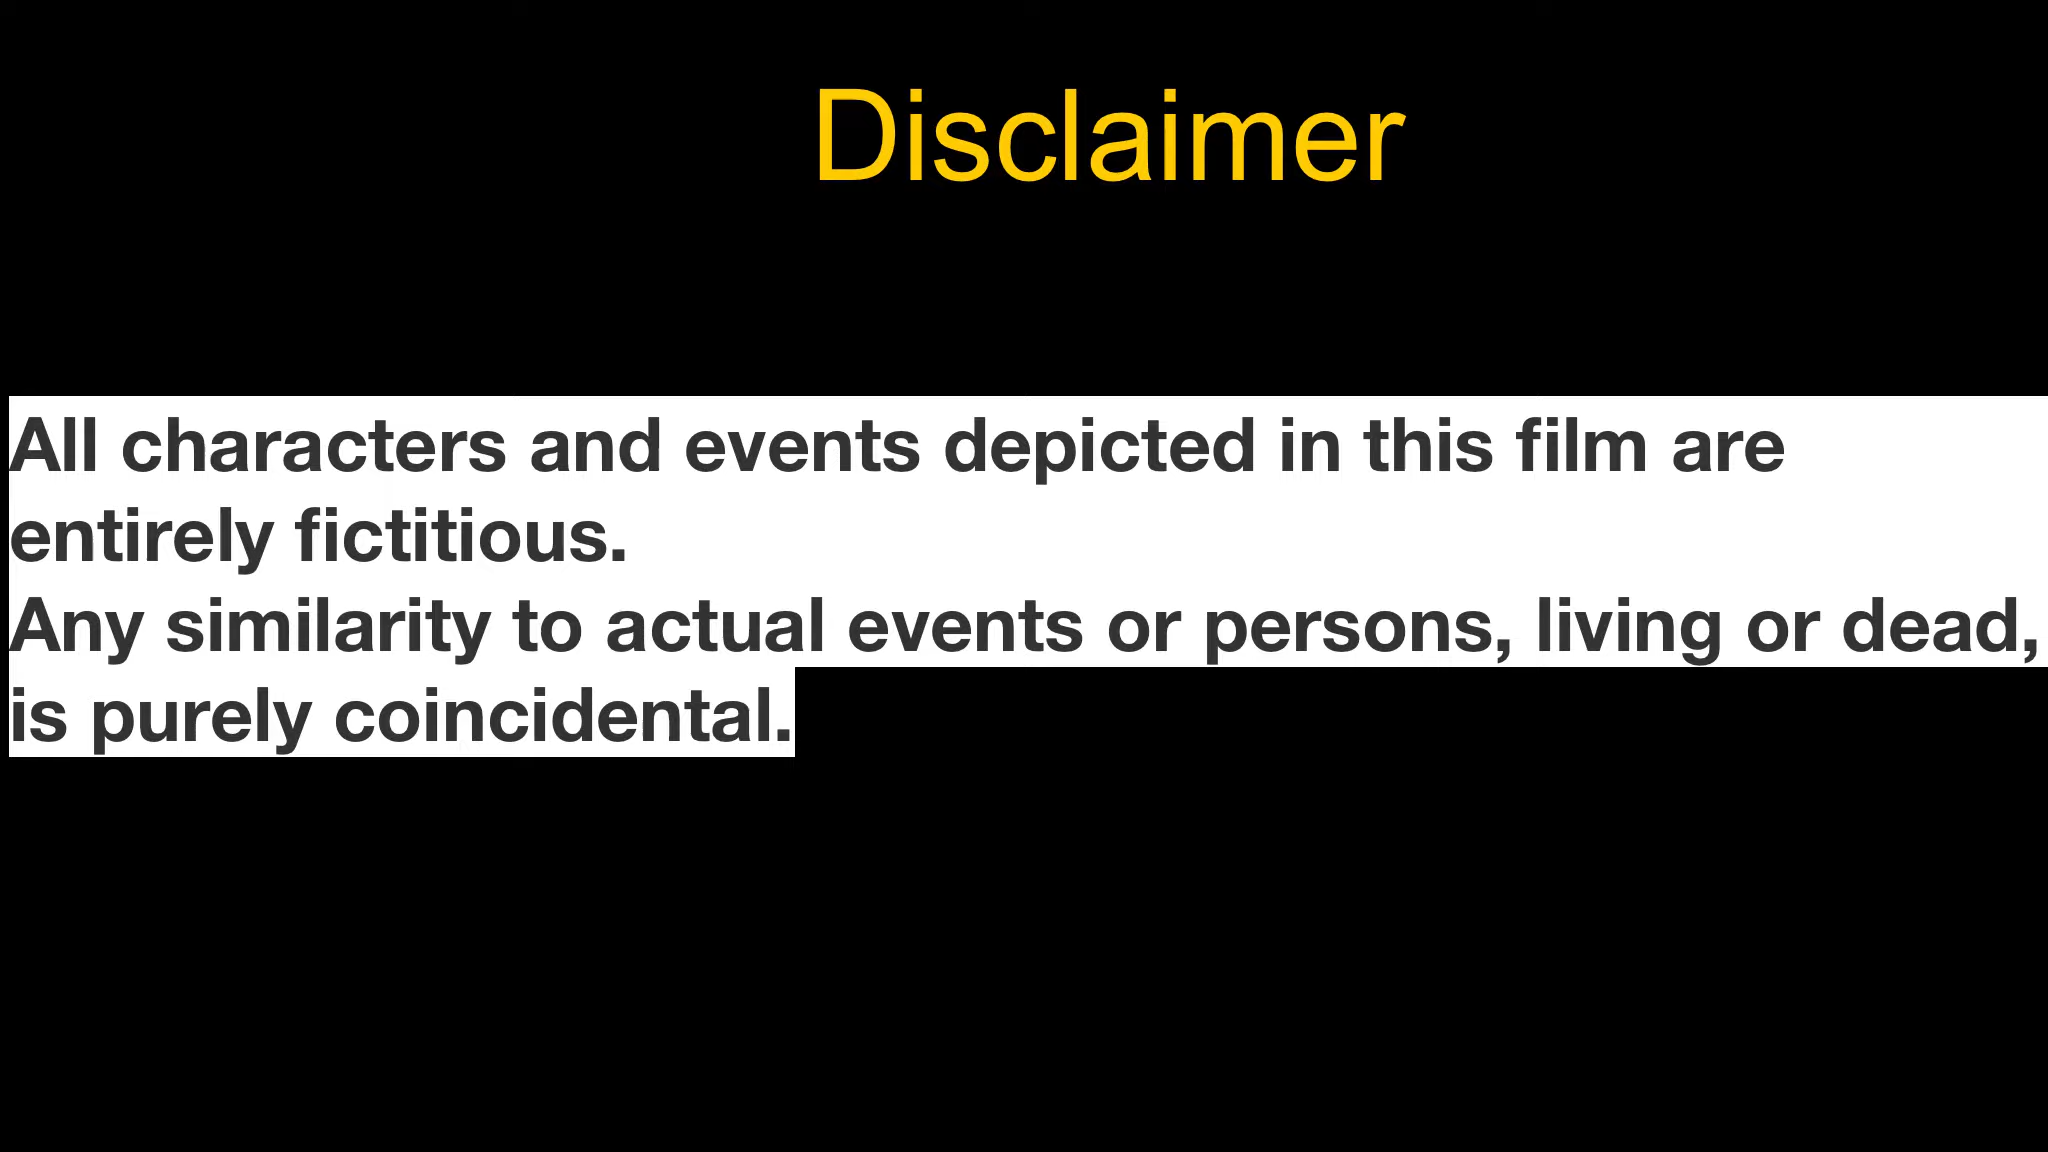 Disclaimer
All characters and events depicted in this film are
entirely fictitious.
Any similarity to actual events or persons, living or dead,
is purely coincidental.